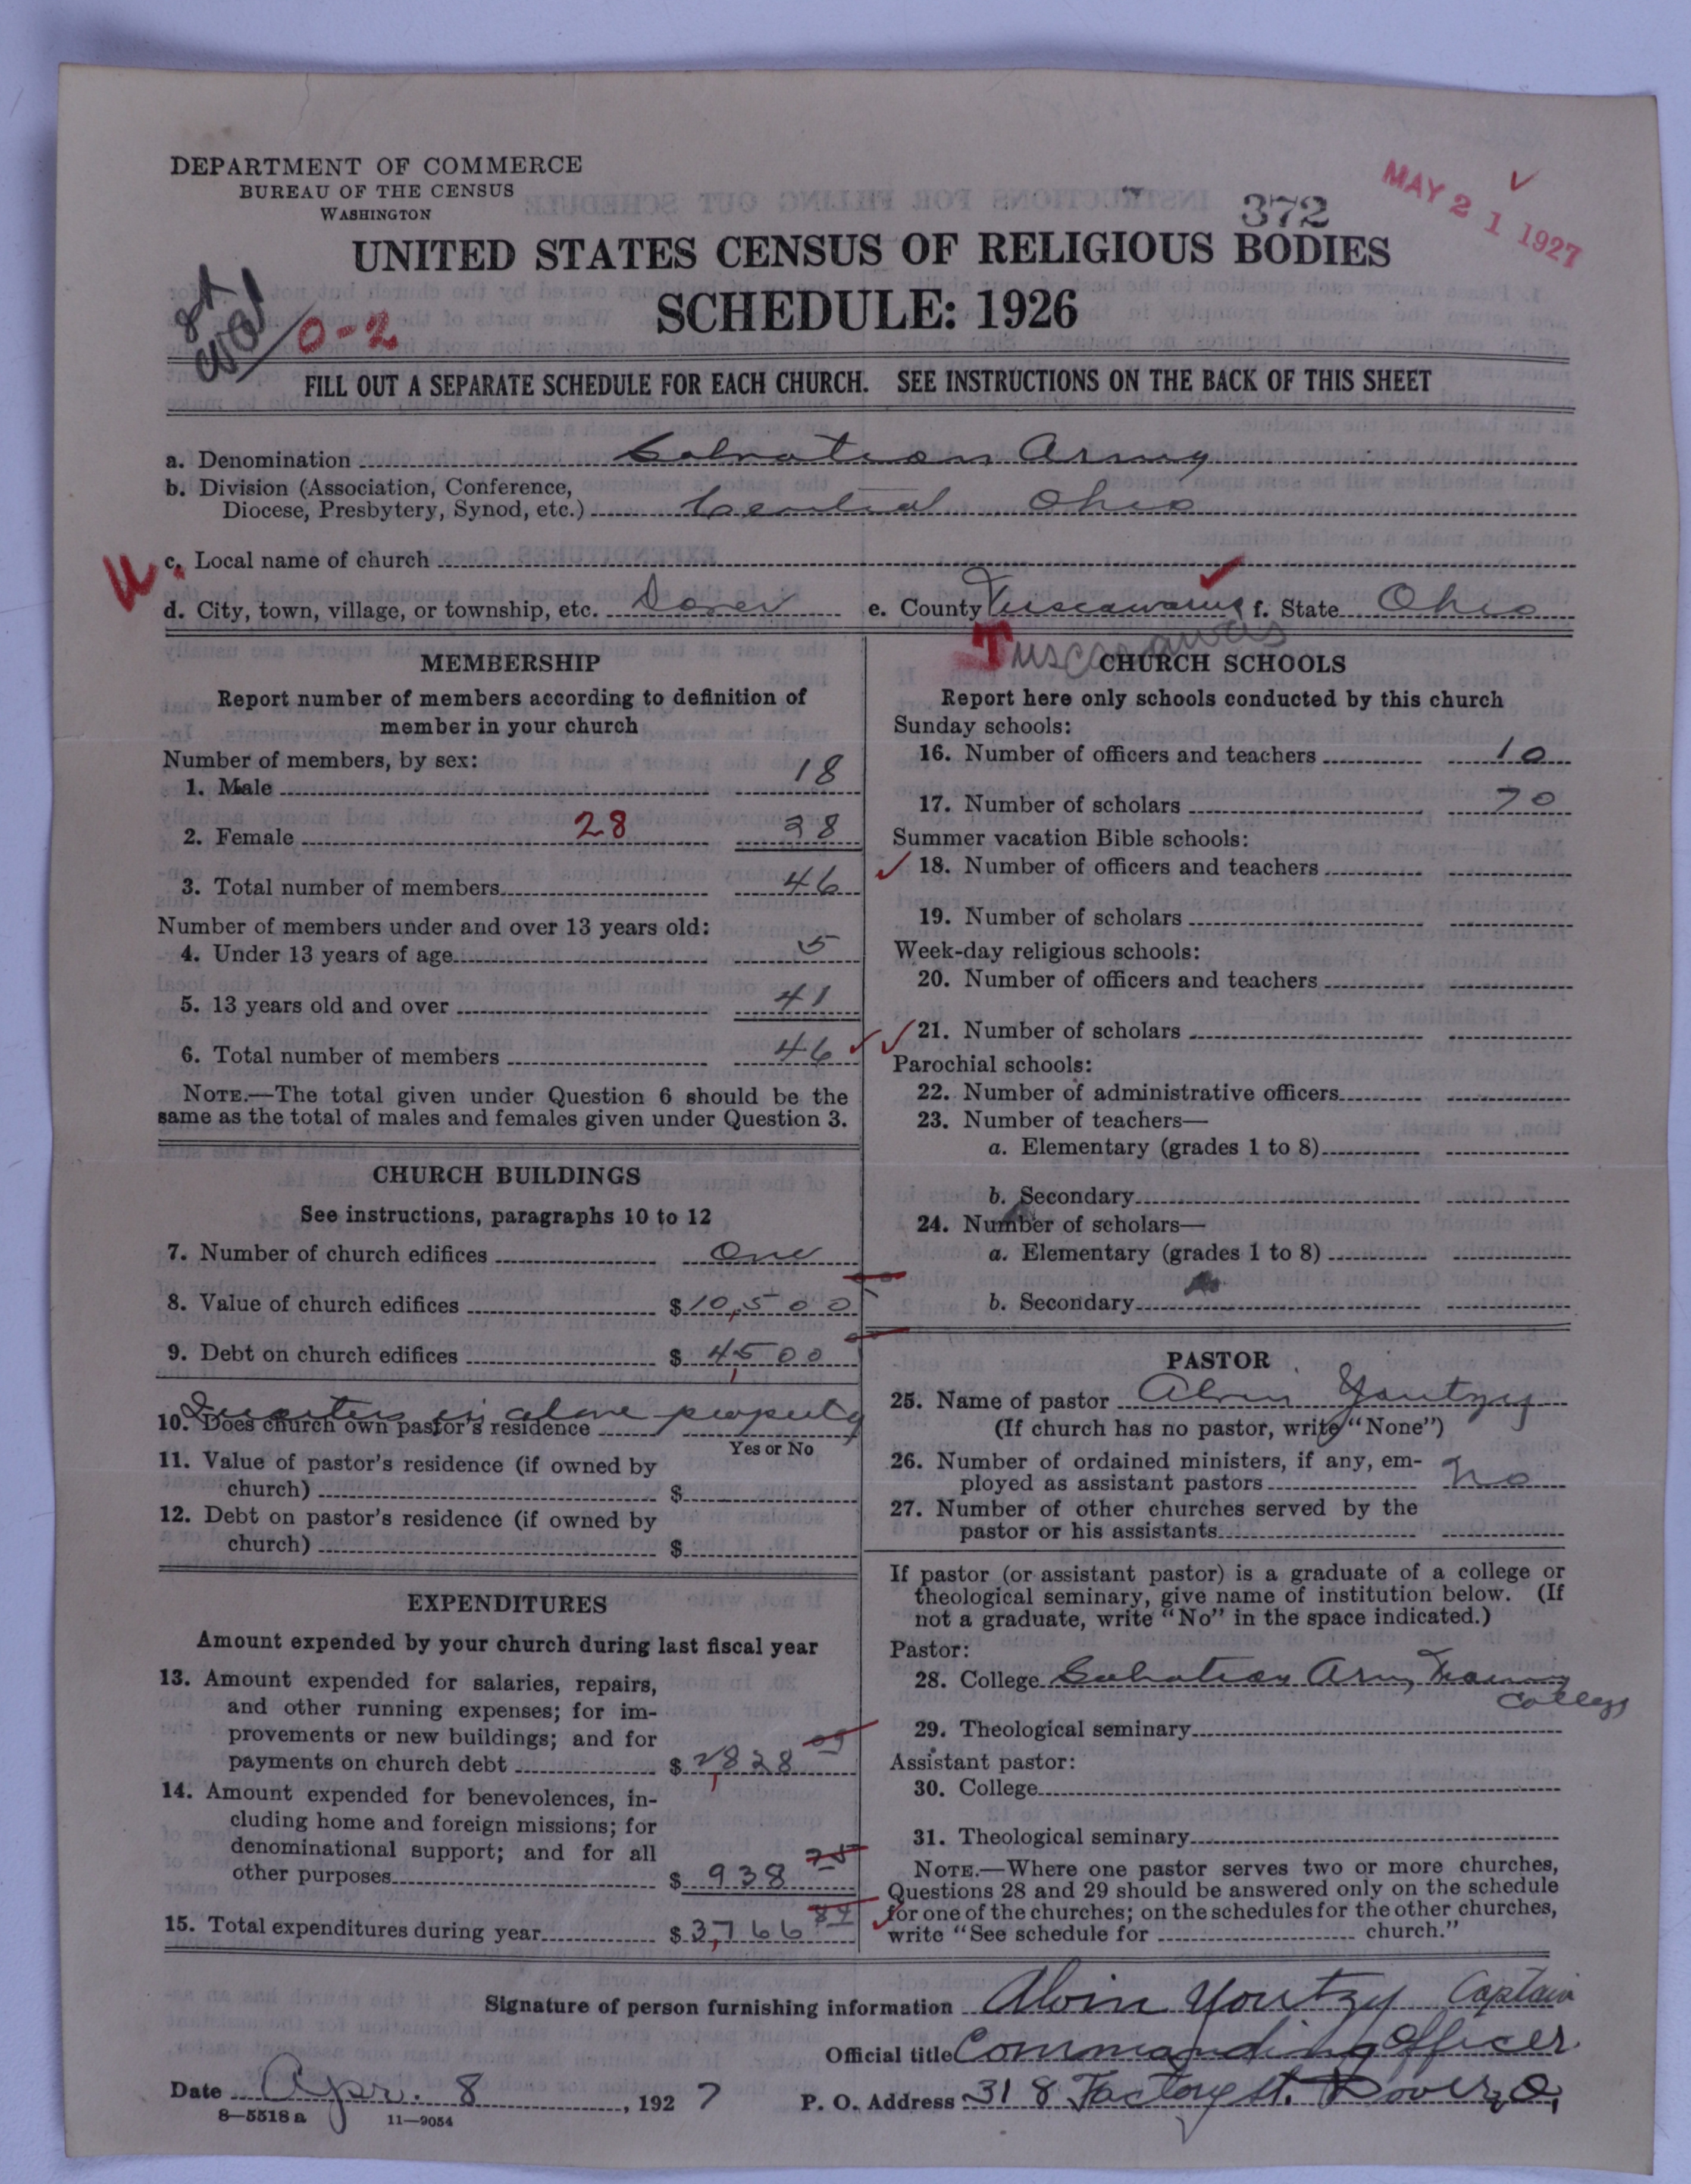 DEPARTMENT OF COMMERCE
BUREAU OF THE CENSUS
WASHINGTON
372
MAY 21 1927
UNITED STATES CENSUS OF RELIGIOUS BODIES
SCHEDULE: 1926
0-2
FILL OUT A SEPARATE SCHEDULE FOR EACH CHURCH. SEE INSTRUCTIONS ON THE BACK OF THIS SHEET
a. Denomination Salvation Army
b. Division (Association, Conference,
Diocese, Presbytery, Synod, etc.) Central Ohio
c. Local name of church
d. City, town, village, or township, etc. Dover e. County Tuscawarus f. State Ohio
Tuscarawas
MEMBERSHIP
Report number of members according to definition of
member in your church
Number of members, by sex:
1. Male 18
2. Female 28 28
3. Total number of members 46
Number of members under and over 13 years old:
4. Under 13 years of age 5
5. 13 years old and over 41
6. Total number of members 46
NOTE.—The total given under Question 6 should be the
same as the total of males and females given under Question 3.
CHURCH BUILDINGS
See instructions, paragraphs 10 to 12
7. Number of church edifices One
8. Value of church edifices $10,500
9. Debt on church edifices $4,500
Quarters is above property
10. Does church own pastor's residence
Yes or No
11. Value of pastor's residence (if owned by
church) $
12. Debt on pastor's residence (if owned by
church) $
EXPENDITURES
Amount expended by your church during last fiscal year
13. Amount expended for salaries, repairs,
and other running expenses; for im-
provements or new buildings; and for
payments on church debt $2,828 09
14. Amount expended for benevolences, in-
cluding home and foreign missions; for
denominational support; and for all
other purposes $938 75
15. Total expenditures during year $3,766 84
CHURCH SCHOOLS
Report here only schools conducted by this church
Sunday schools:
16. Number of officers and teachers 10
17. Number of scholars 70
Summer vacation Bible schools:
18. Number of officers and teachers
19. Number of scholars
Week-day religious schools:
20. Number of officers and teachers
21. Number of scholars
Parochial schools:
22. Number of administrative officers
23. Number of teachers—
a. Elementary (grades 1 to 8)
b. Secondary
24. Number of scholars—
a. Elementary (grades 1 to 8)
b. Secondary
PASTOR
25. Name of pastor Alvin Youtzy
(If church has no pastor, write "None")
26. Number of ordained ministers, if any, em-
ployed as assistant pastors No
27. Number of other churches served by the
pastor or his assistants
If pastor (or assistant pastor) is a graduate of a college or
theological seminary, give name of institution below. (If
not a graduate, write "No" in the space indicated.)
Pastor:
28. College Salvation Army Training
College
29. Theological seminary
Assistant pastor:
30. College
31. Theological seminary
NOTE.—Where one pastor serves two or more churches,
Questions 28 and 29 should be answered only on the schedule
for one of the churches; on the schedules for the other churches,
write "See schedule for church."
Signature of person furnishing information Alvin Youtzy Captain
Official title Commanding Officer
Date Apr. 8, 1927 P. O. Address 318 Factory st. Dover, O.
8—5518 a 11—9054